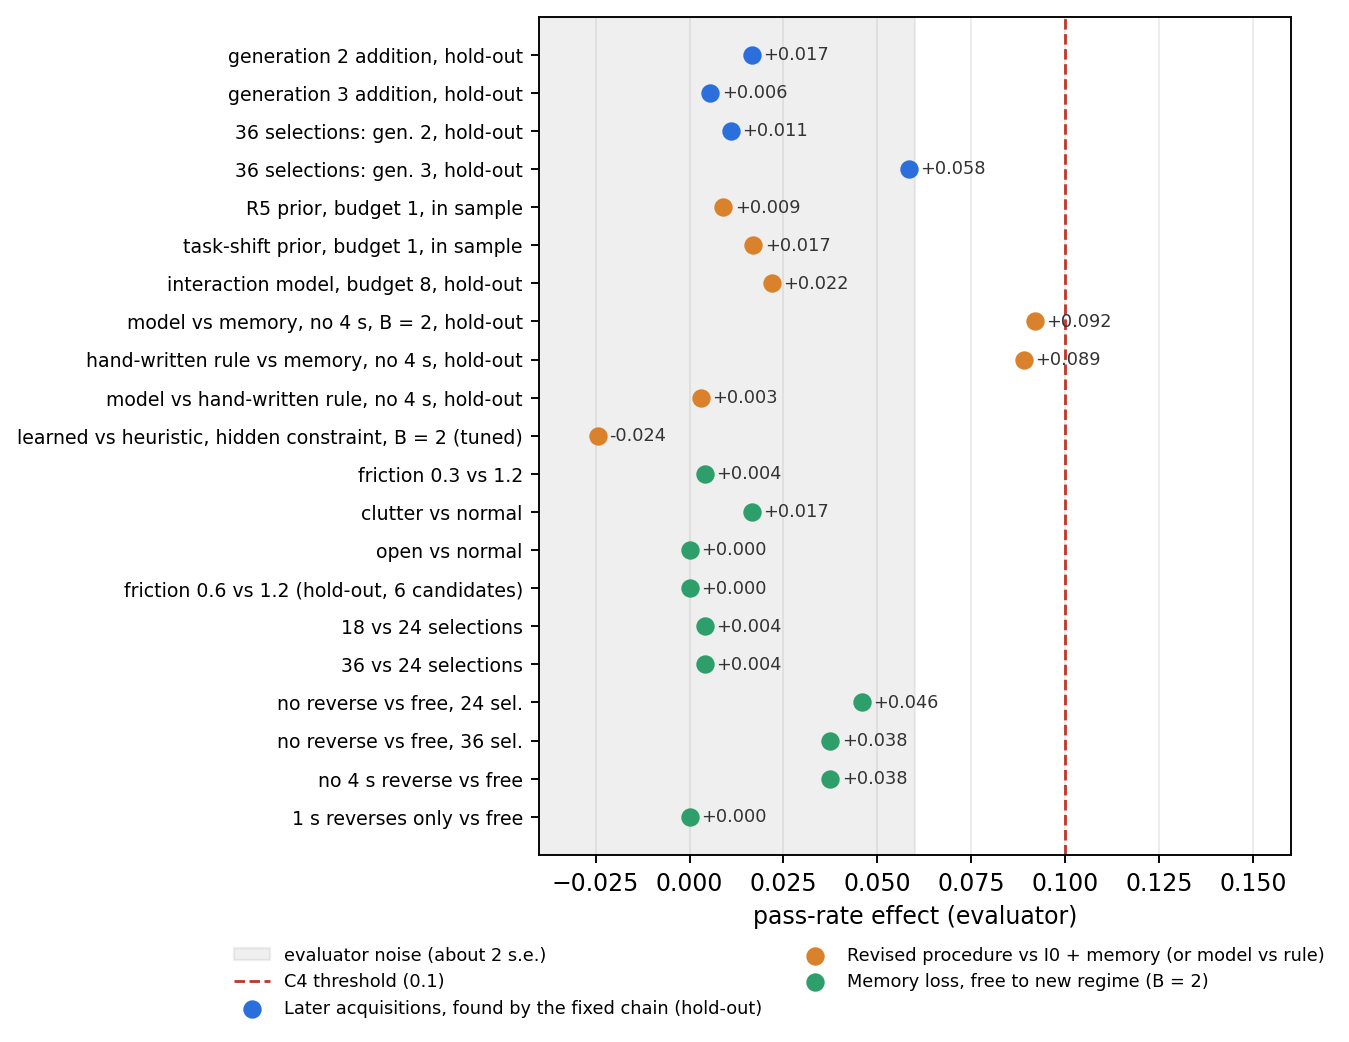 generation 2 addition, hold-out
+0.017
generation 3 addition, hold-out
+0.006
36 selections: gen. 2, hold-out
+0.011
36 selections: gen. 3, hold-out
+0.058
R5 prior, budget 1, in sample
+0.009
task-shift prior, budget 1, in sample
+0.017
interaction model, budget 8, hold-out
+0.022
model vs memory, no 4 s, B = 2, hold-out
+0.092
hand-written rule vs memory, no 4 s, hold-out
+0.089
model vs hand-written rule, no 4 s, hold-out
+0.003
learned vs heuristic, hidden constraint, B = 2 (tuned)
-0.024
friction 0.3 vs 1.2
+0.004
clutter vs normal
+0.017
open vs normal
+0.000
friction 0.6 vs 1.2 (hold-out, 6 candidates)
+0.000
18 vs 24 selections
+0.004
36 vs 24 selections
+0.004
no reverse vs free, 24 sel.
+0.046
no reverse vs free, 36 sel.
+0.038
no 4 s reverse vs free
+0.038
1 s reverses only vs free
+0.000
−0.025 0.000 0.025 0.050 0.075 0.100 0.125 0.150
pass-rate effect (evaluator)
evaluator noise (about 2 s.e.)
C4 threshold (0.1)
Later acquisitions, found by the fixed chain (hold-out)
Revised procedure vs I0 + memory (or model vs rule)
Memory loss, free to new regime (B = 2)